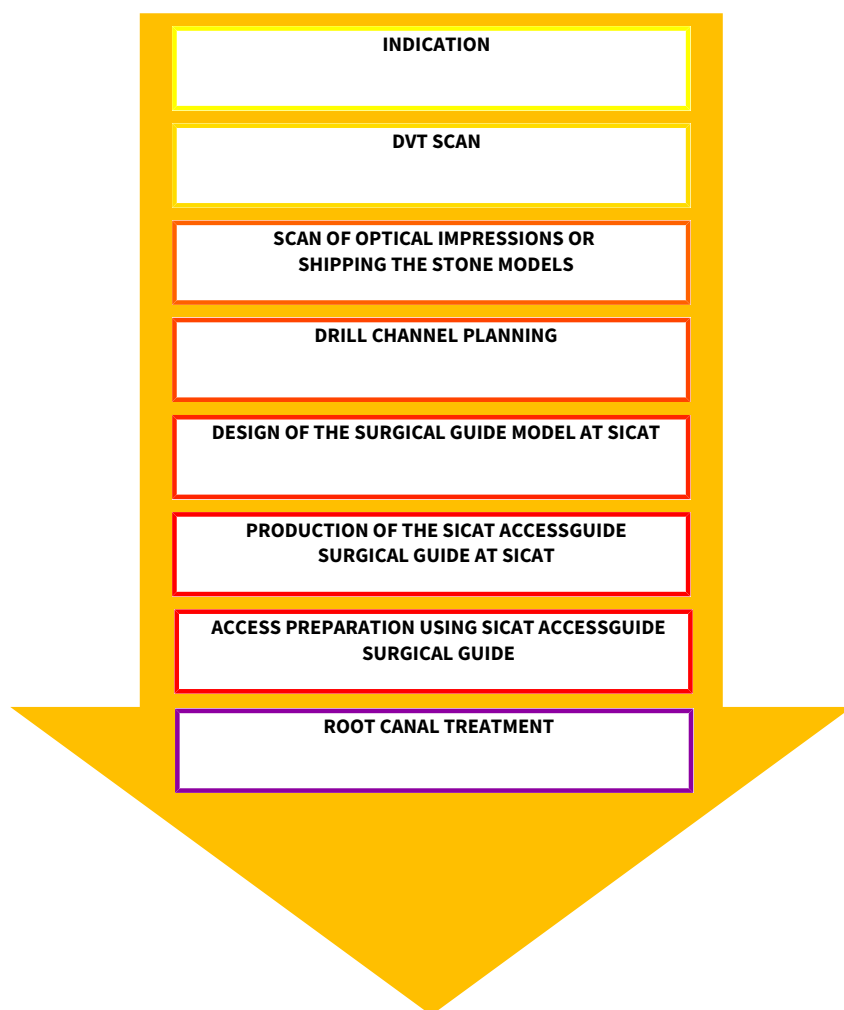 INDICATION
DVT SCAN
SCAN OF OPTICAL IMPRESSIONS OR
SHIPPING THE STONE MODELS
DRILL CHANNEL PLANNING
DESIGN OF THE SURGICAL GUIDE MODEL AT SICAT
PRODUCTION OF THE SICAT ACCESSGUIDE
SURGICAL GUIDE AT SICAT
ACCESS PREPARATION USING SICAT ACCESSGUIDE
SURGICAL GUIDE
ROOT CANAL TREATMENT